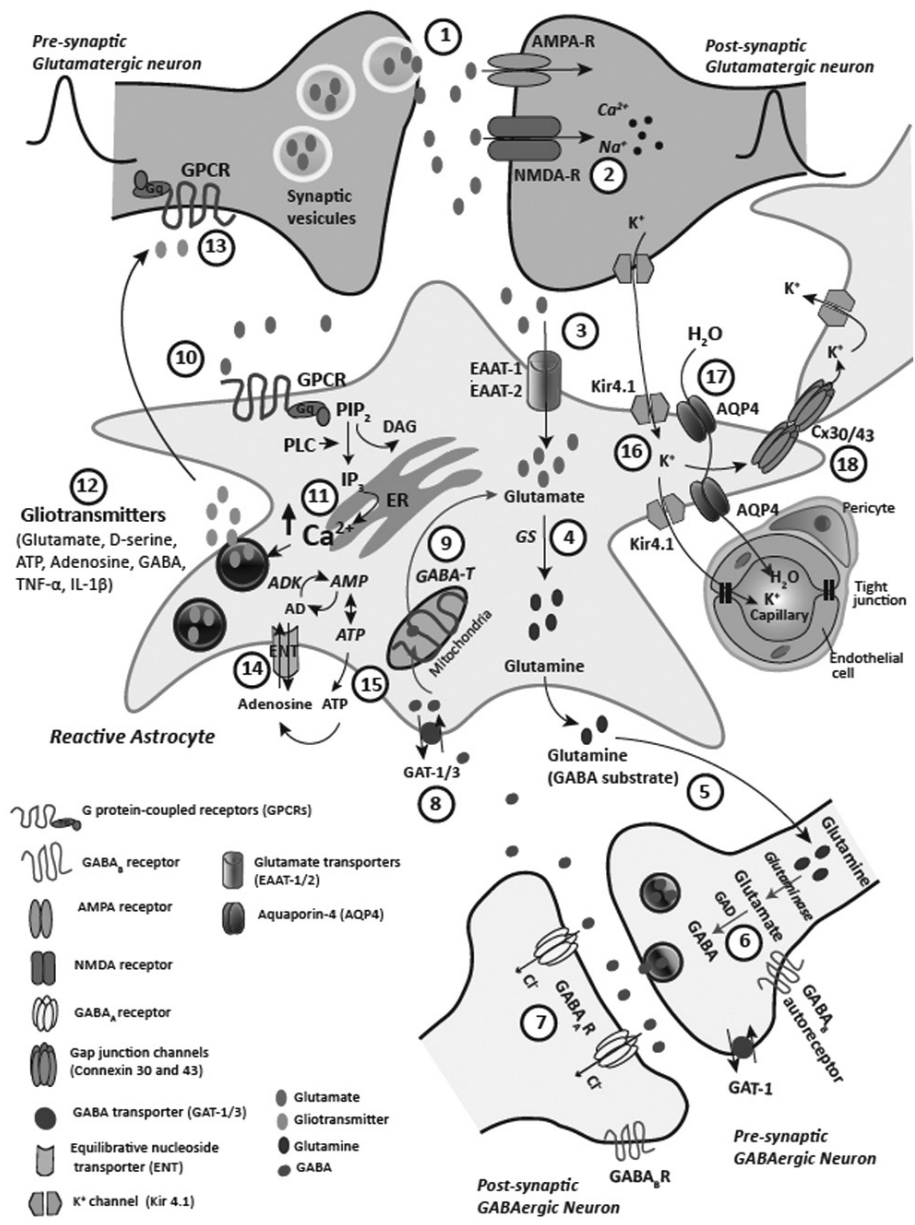 1
Pre-synaptic
Glutamatergic neuron
AMPA-R
Post-synaptic
Glutamatergic neuron
Ca²⁺
Na⁺
NMDA-R
2
GPCR
Gq
Synaptic
vesicules
13
K⁺
3
H₂O
K⁺
10
GPCR
Gq
EAAT-1
EAAT-2
Kir4.1
17
AQP4
K⁺
PIP₂
DAG
PLC
Cx30/43
16
K⁺
18
12
Gliotransmitters
(Glutamate, D-serine,
ATP, Adenosine, GABA,
TNF-α, IL-1β)
11
IP₃
ER
Ca²⁺
Glutamate
9
GABA-T
GS
4
Kir4.1
AQP4
Pericyte
ADK
AMP
AD
ATP
Mitochondria
H₂O
K⁺
Capillary
Tight
junction
Endothelial
cell
ENT
14
15
Adenosine
ATP
Glutamine
Reactive Astrocyte
GAT-1/3
8
Glutamine
(GABA substrate)
5
G protein-coupled receptors (GPCRs)
GABA_B receptor
Glutamate transporters
(EAAT-1/2)
AMPA receptor
Aquaporin-4 (AQP4)
NMDA receptor
GABA_A receptor
Gap junction channels
(Connexin 30 and 43)
GABA transporter (GAT-1/3)
Equilibrative nucleoside
transporter (ENT)
K⁺ channel (Kir 4.1)
Glutamate
Gliotransmitter
Glutamine
GABA
Glutamine
Glutaminase
Glutamate
GAD
GABA
6
GABA_B
autoreceptor
GAT-1
Cl⁻
GABA_A R
7
Cl⁻
GABA_B R
Pre-synaptic
GABAergic Neuron
Post-synaptic
GABAergic Neuron